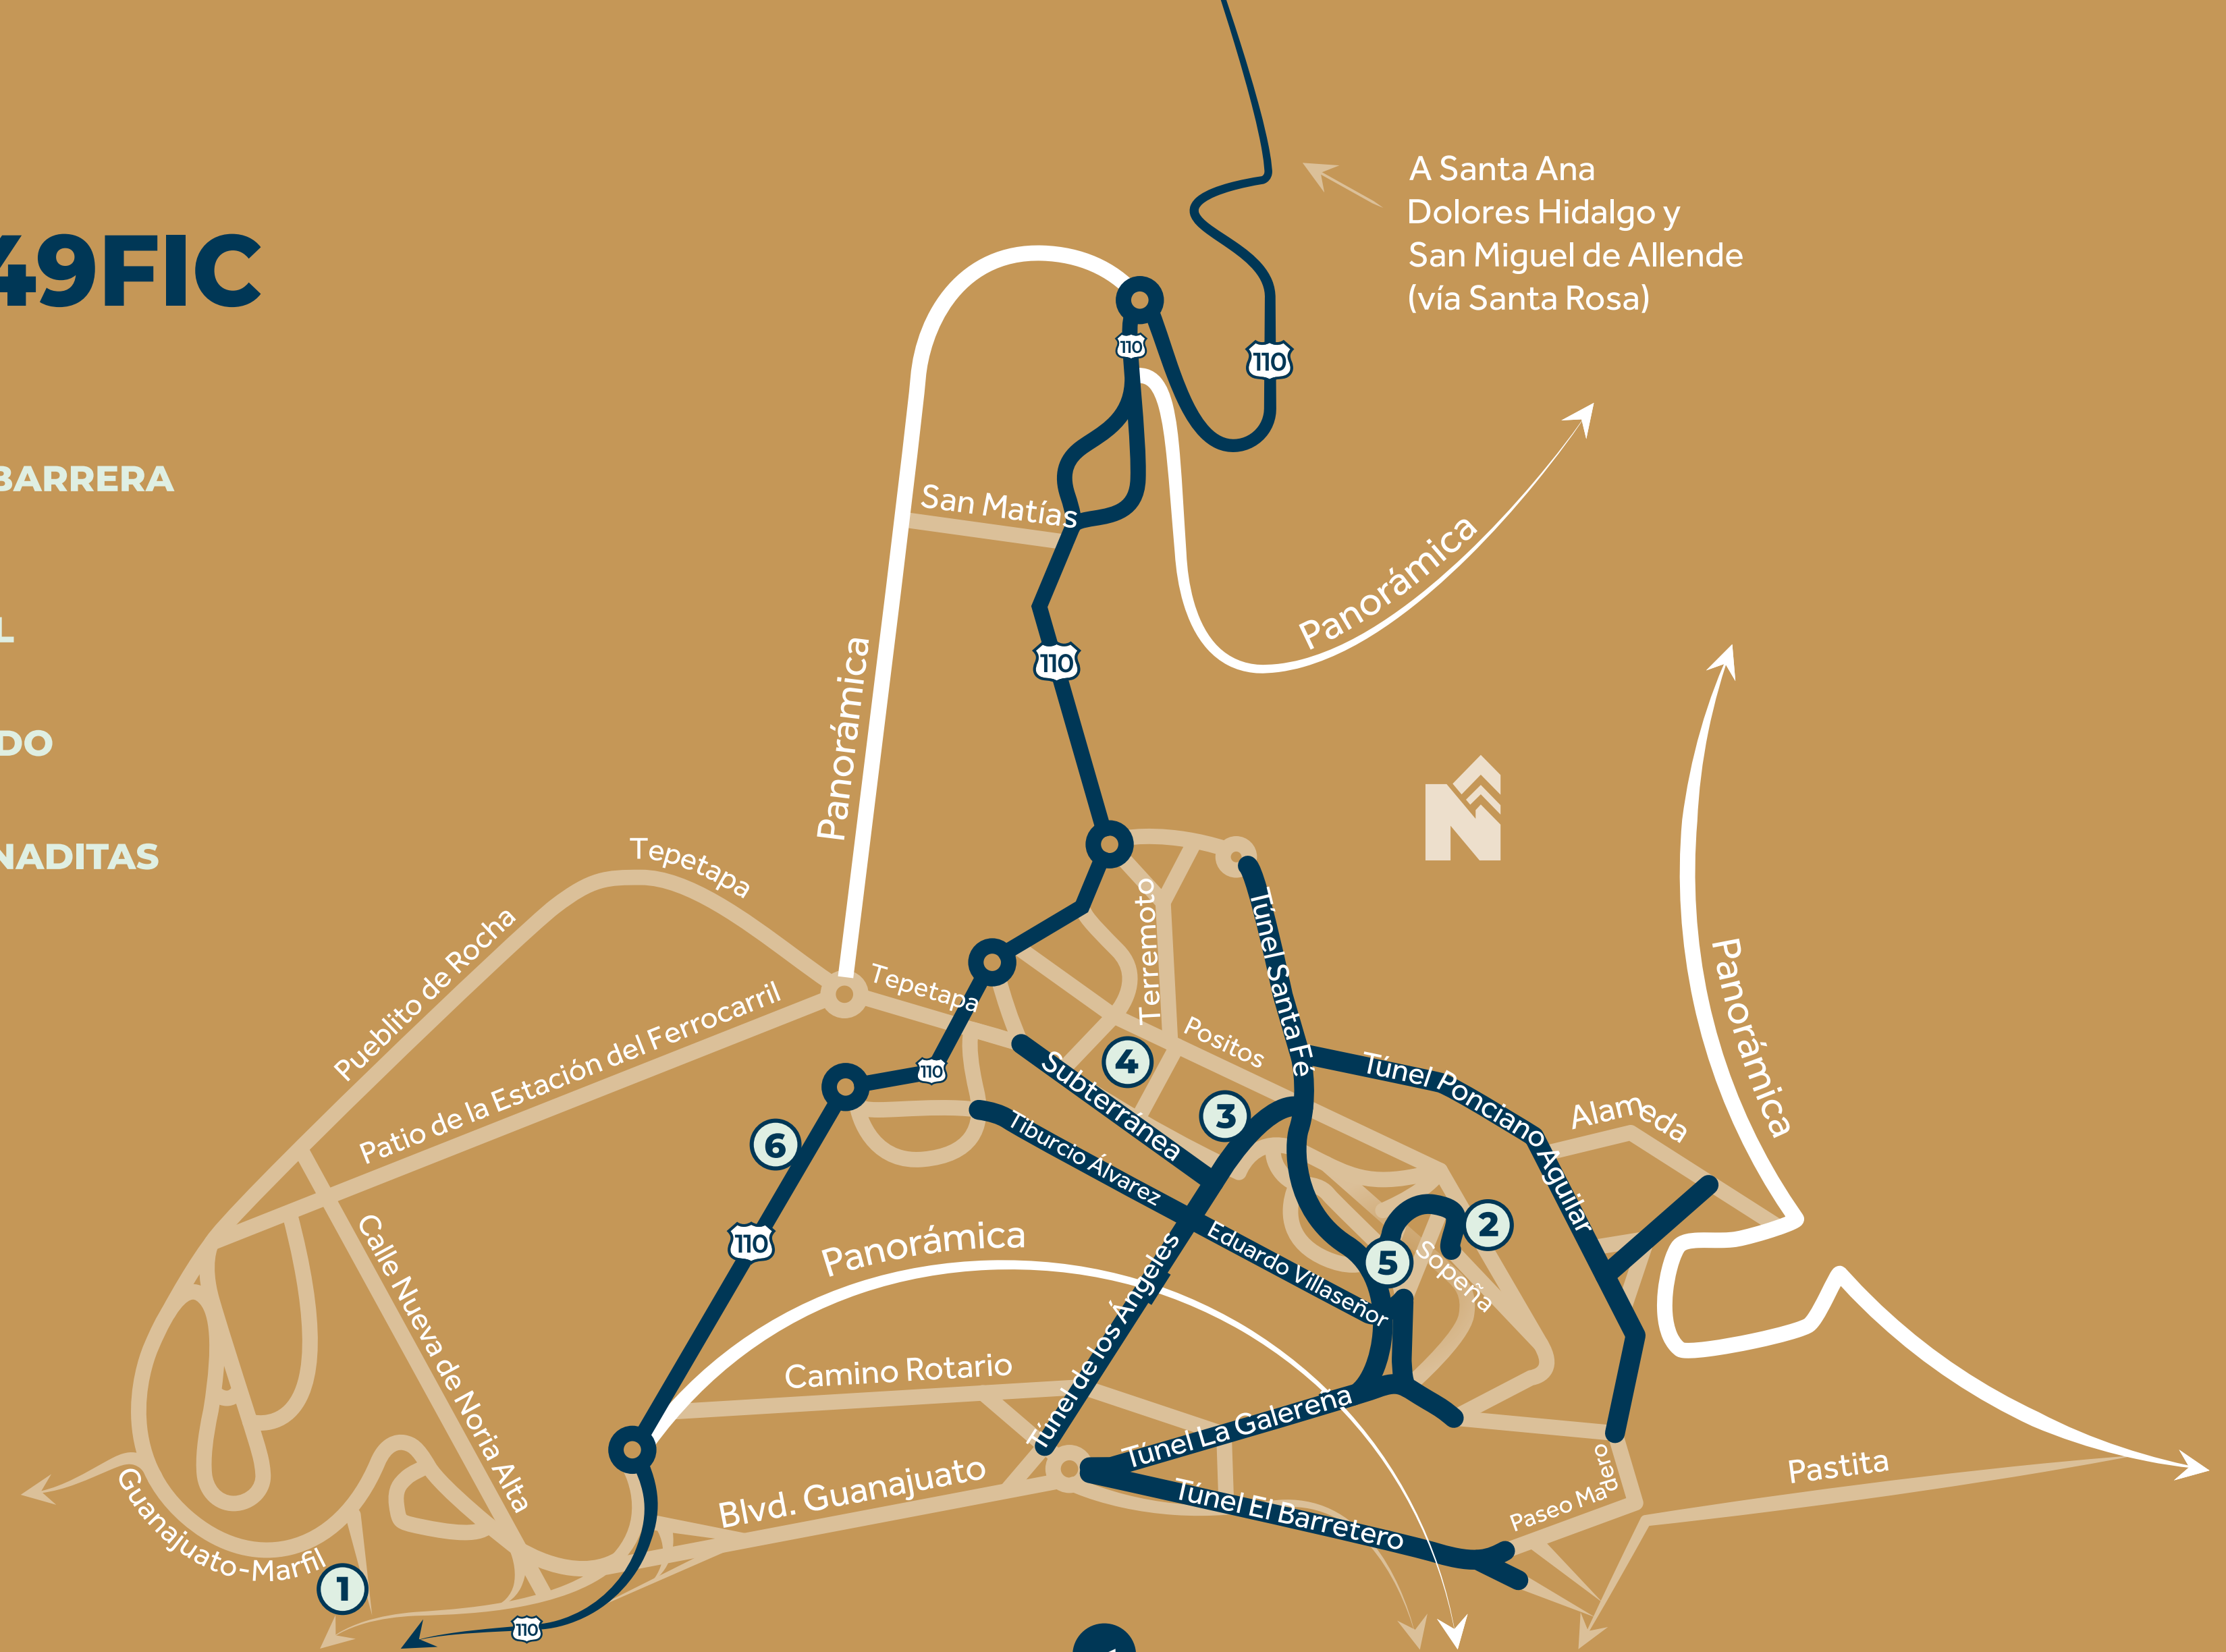 A Santa Ana
Dolores Hidalgo y
San Miguel de Allende
(vía Santa Rosa)
49FIC
110
110
BARRERA
San Matías
Panorámica
L
110
Panorámica
DO
N
NADITAS
Tepetapa
Terremoto
Túnel Santa Fe
Pueblito de Rocha
Tepetapa
Panorámica
Patio de la Estación del Ferrocarril
Positos
4
Subterránea
110
Túnel Ponciano Aguilar
3
Alameda
Tiburcio Álvarez
6
2
Calle Nueva de Noria Alta
110
Panorámica
Eduardo Villaseñor
5
Sopeña
Túnel de los Ángeles
Camino Rotario
Túnel La Galereña
Blvd. Guanajuato
Túnel El Barretero
Paseo Madero
Pastita
Guanajuato-Marfil
1
110